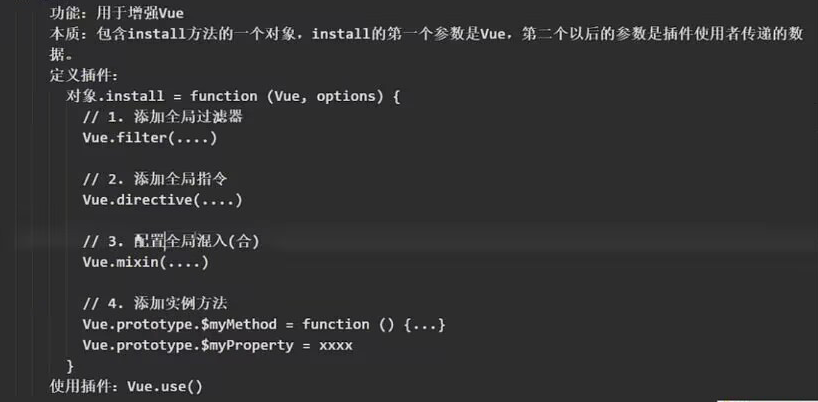 功能：用于增强Vue
本质：包含install方法的一个对象，install的第一个参数是Vue，第二个以后的参数是插件使用者传递的数
据。
定义插件：
对象.install = function (Vue, options) {
// 1. 添加全局过滤器
Vue.filter(....)
// 2. 添加全局指令
Vue.directive(....)
// 3. 配置全局混入(合)
Vue.mixin(....)
// 4. 添加实例方法
Vue.prototype.$myMethod = function () {...}
Vue.prototype.$myProperty = xxxx
}
使用插件：Vue.use()